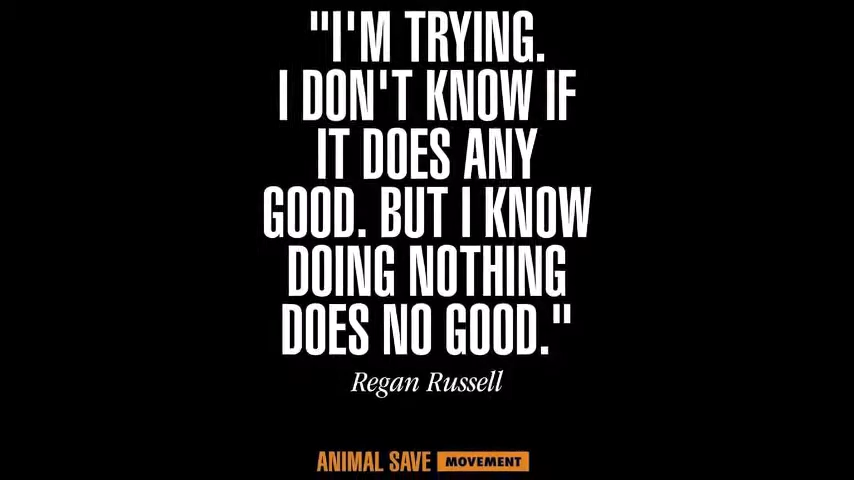 "I'M TRYING.
I DON'T KNOW IF
IT DOES ANY
GOOD. BUT I KNOW
DOING NOTHING
DOES NO GOOD."
Regan Russell
ANIMAL SAVE MOVEMENT